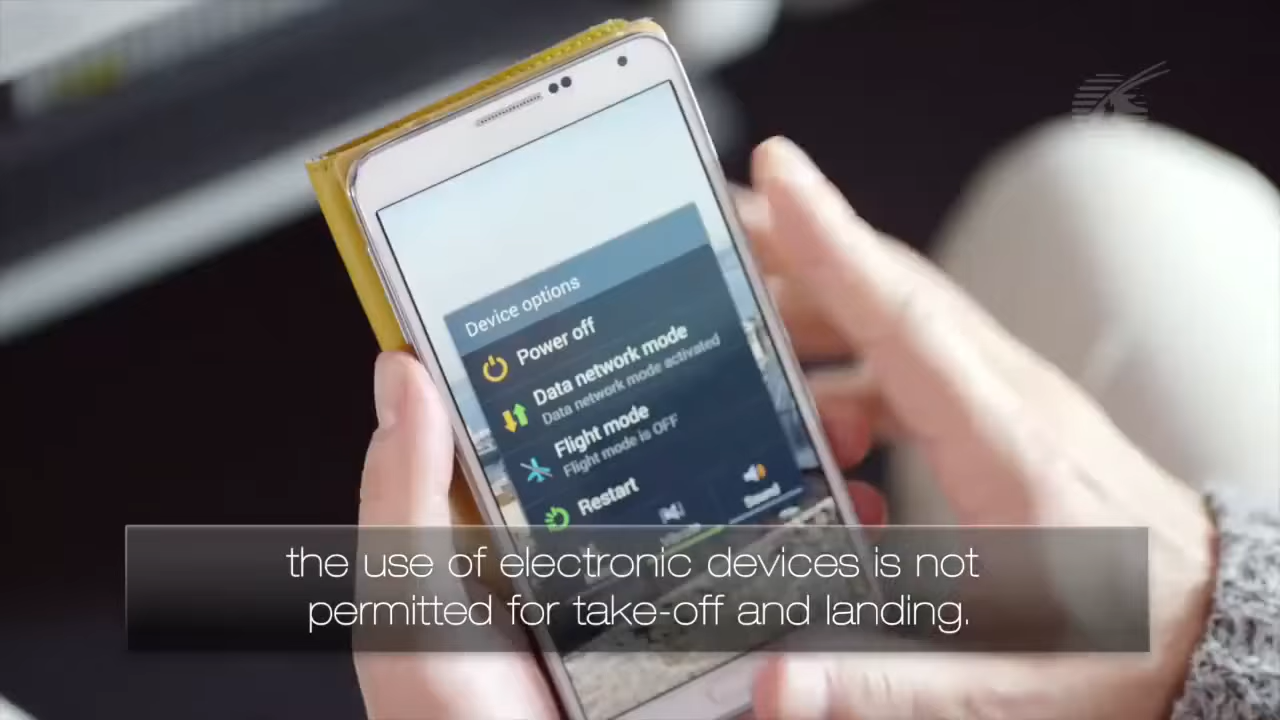 Device options
Power off
Data network mode
Data network mode activated
Flight mode
Flight mode is OFF
Restart
Sound
the use of electronic devices is not
permitted for take-off and landing.